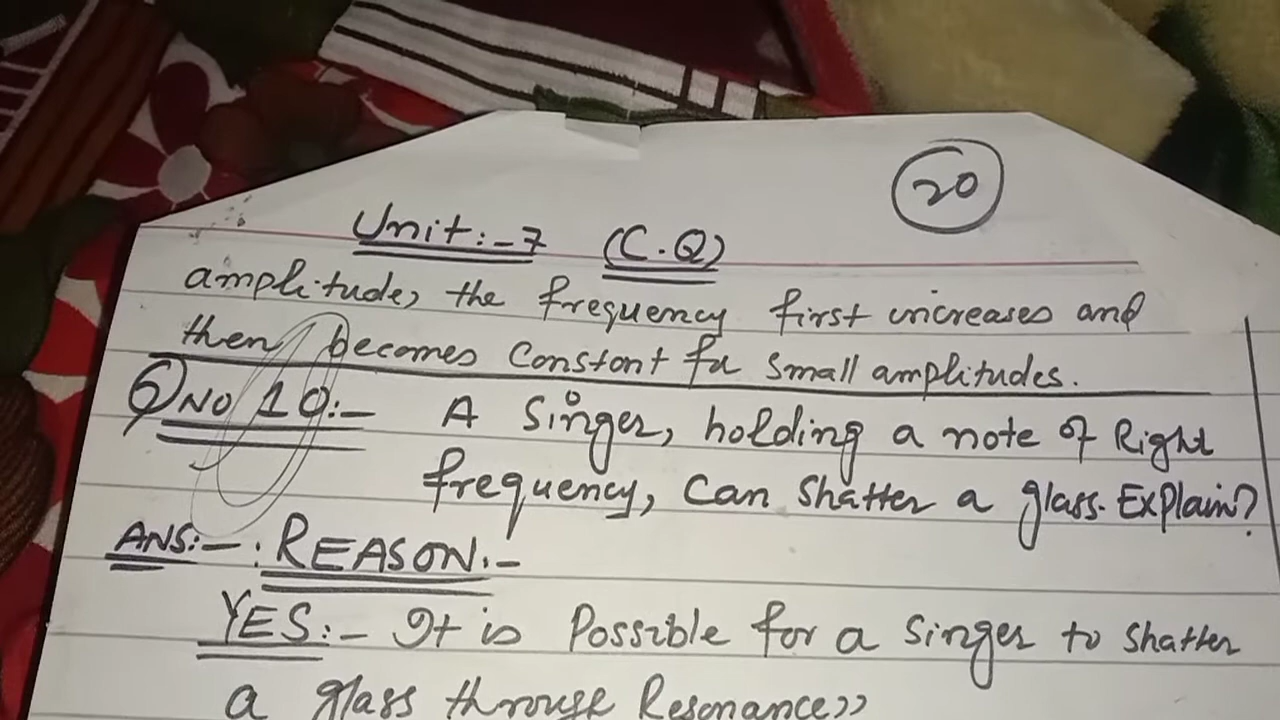 20
Unit:-7 (C.Q)
amplitude, the frequency first increases and
then becomes constant for small amplitudes.
Q NO 10:- A Singer, holding a note of Right
frequency, Can Shatter a glass. Explain?
ANS:- : REASON:-
YES:- It is Possible for a Singer to Shatter
a glass through Resonance>>